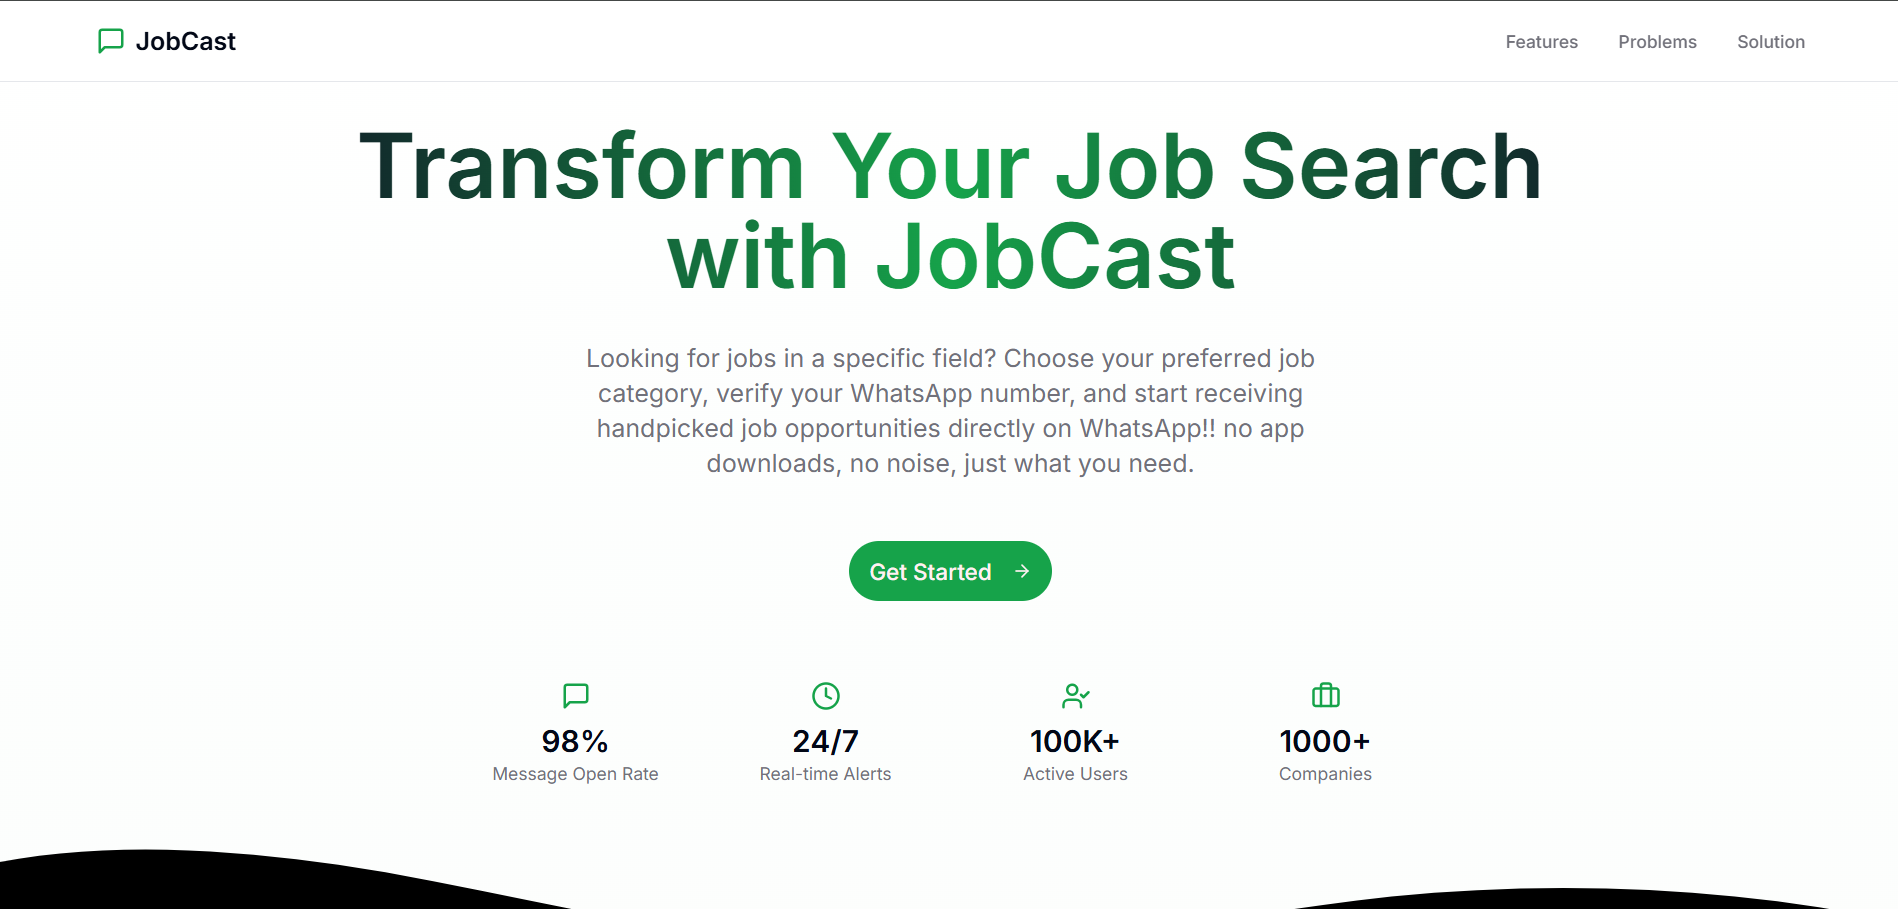 JobCast
Features
Problems
Solution
Transform Your Job Search
with JobCast
Looking for jobs in a specific field? Choose your preferred job
category, verify your WhatsApp number, and start receiving
handpicked job opportunities directly on WhatsApp!! no app
downloads, no noise, just what you need.
Get Started
98%
Message Open Rate
24/7
Real-time Alerts
100K+
Active Users
1000+
Companies